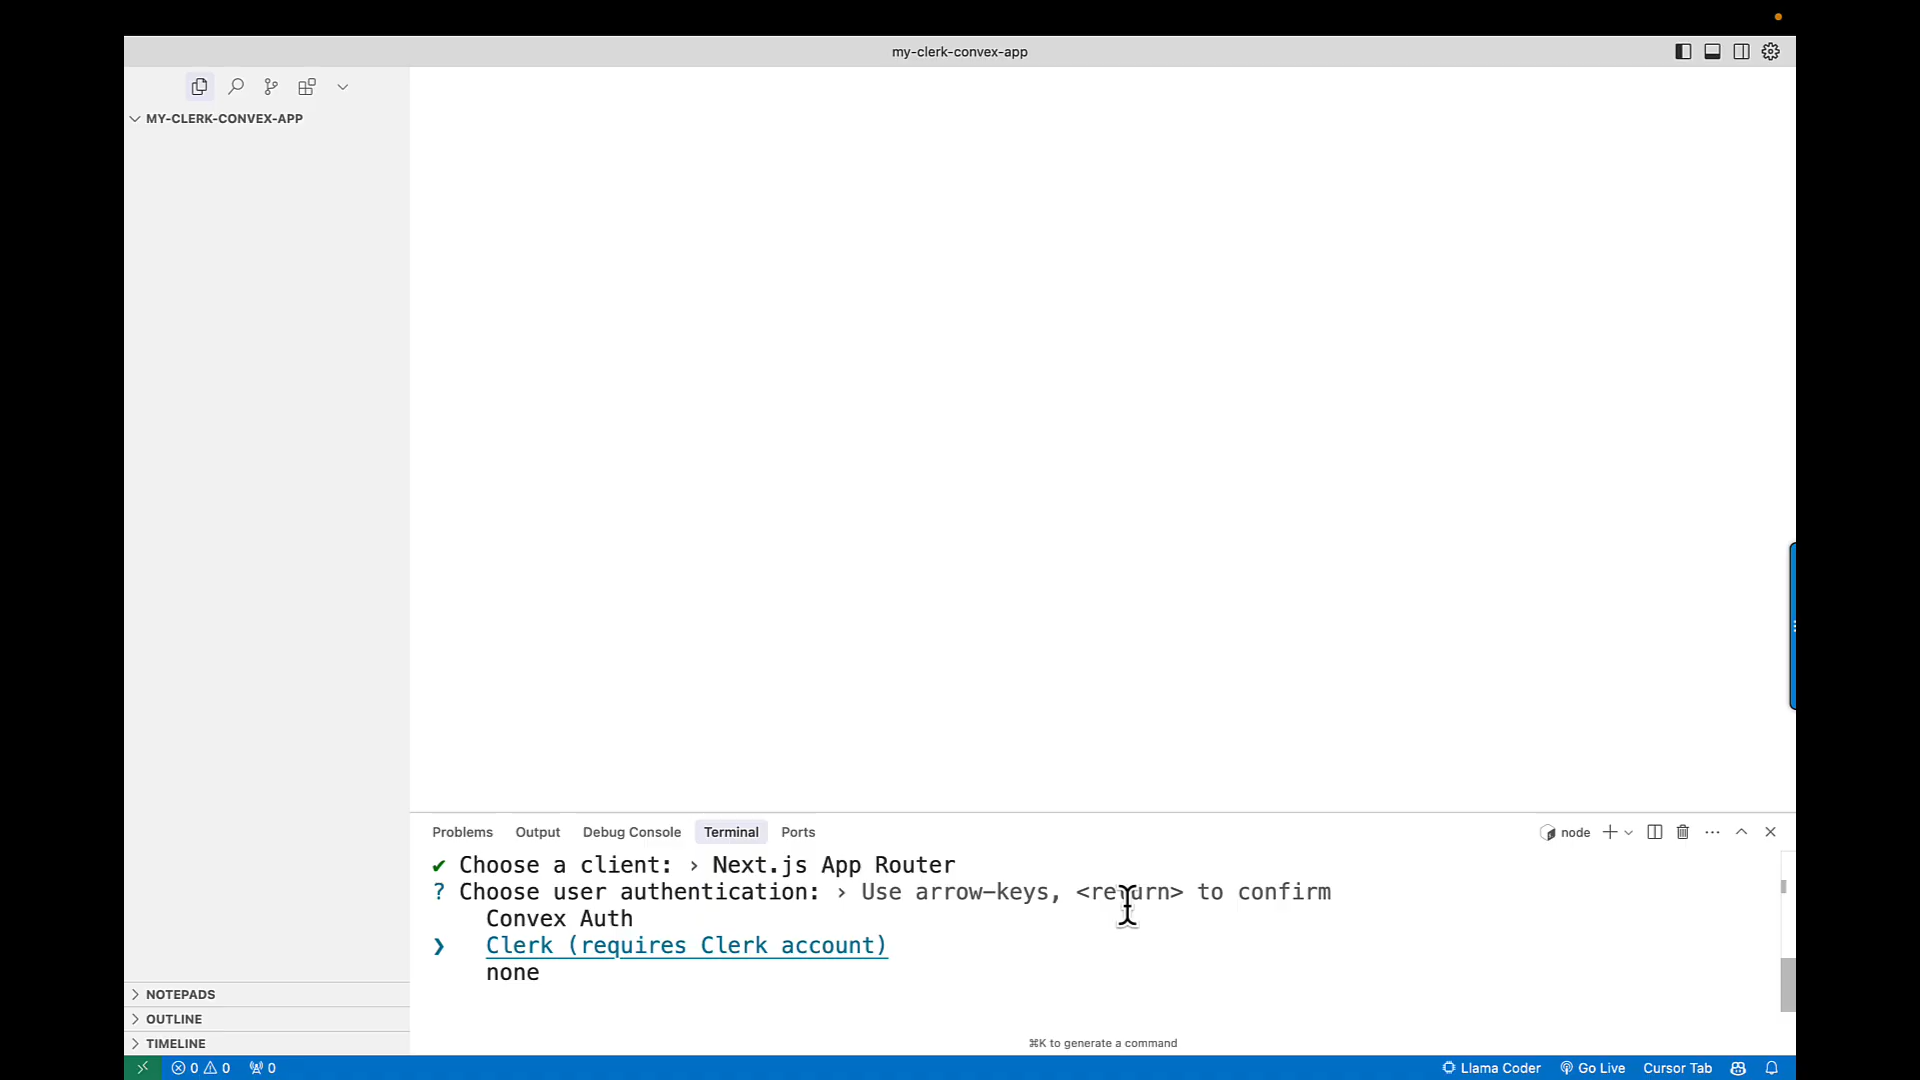 my-clerk-convex-app
MY-CLERK-CONVEX-APP
NOTEPADS
OUTLINE
TIMELINE
Problems Output Debug Console Terminal Ports
node
✔ Choose a client: › Next.js App Router
? Choose user authentication: › Use arrow-keys, <return> to confirm
Convex Auth
❯ Clerk (requires Clerk account)
none
⌘K to generate a command
0 0 0
Llama Coder Go Live Cursor Tab